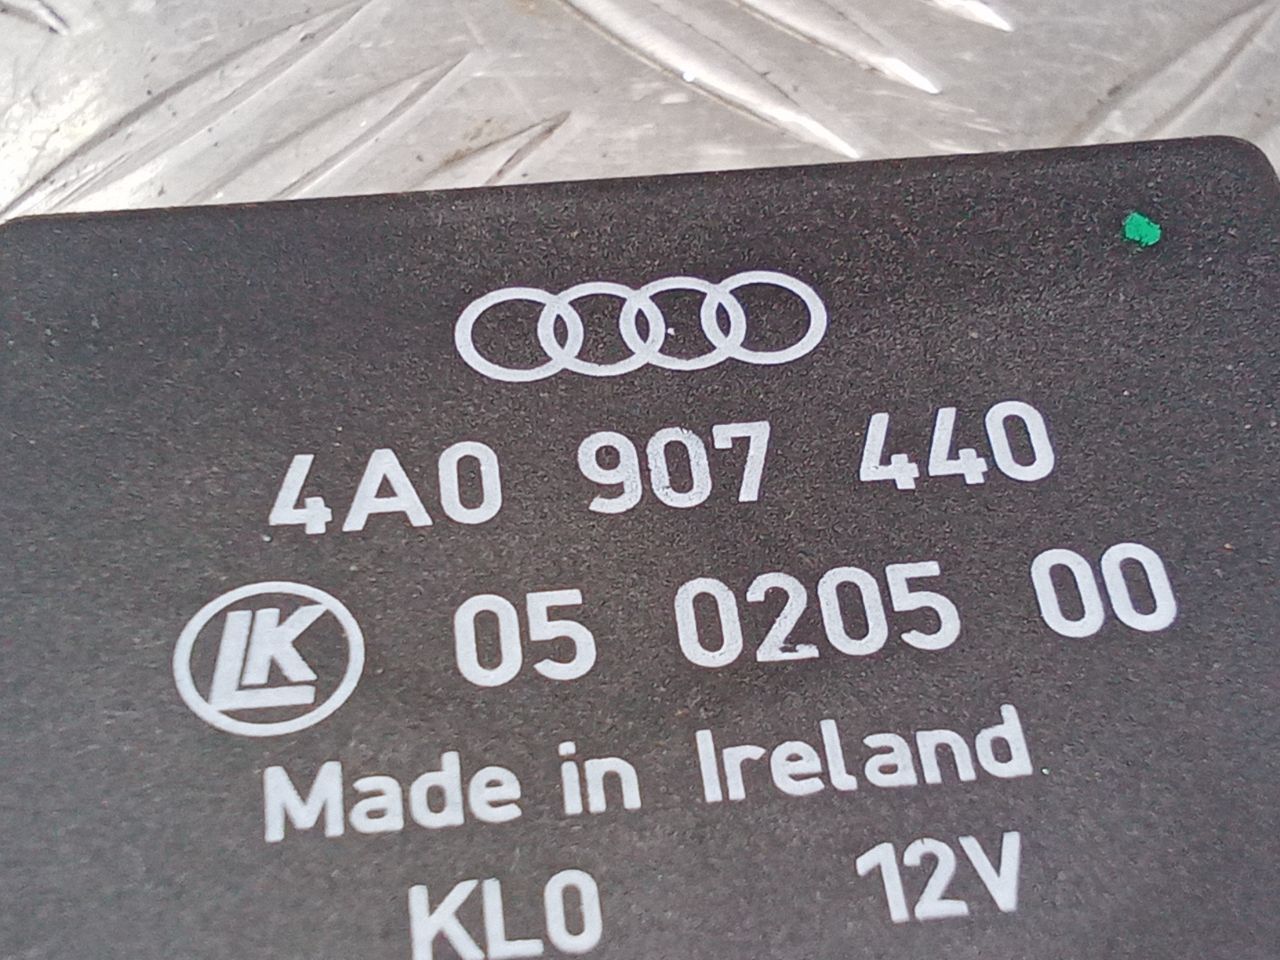 4A0 907 440
LK 05 0205 00
Made in Ireland
KL0 12V